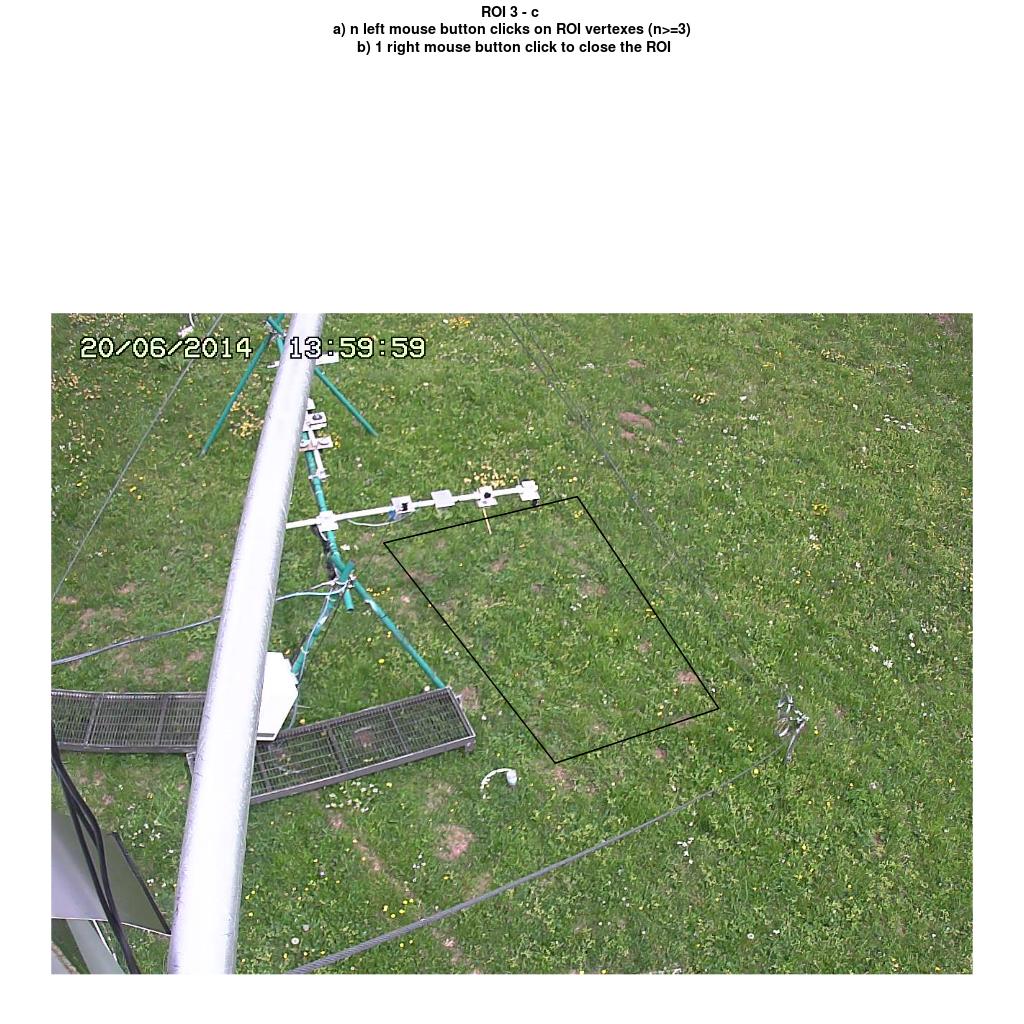 ROI 3 - c
a) n left mouse button clicks on ROI vertexes (n>=3)
b) 1 right mouse button click to close the ROI
20/06/2014 13:59:59